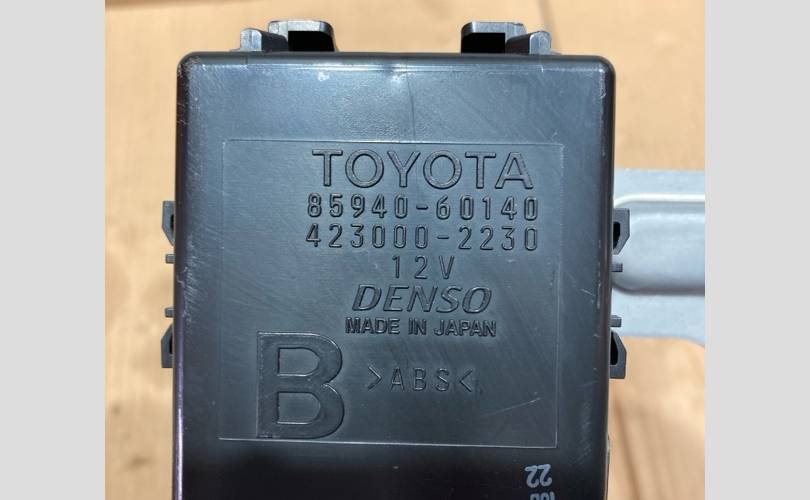 TOYOTA
85940-60140
423000-2230
12V
DENSO
MADE IN JAPAN
B
>ABS<
22